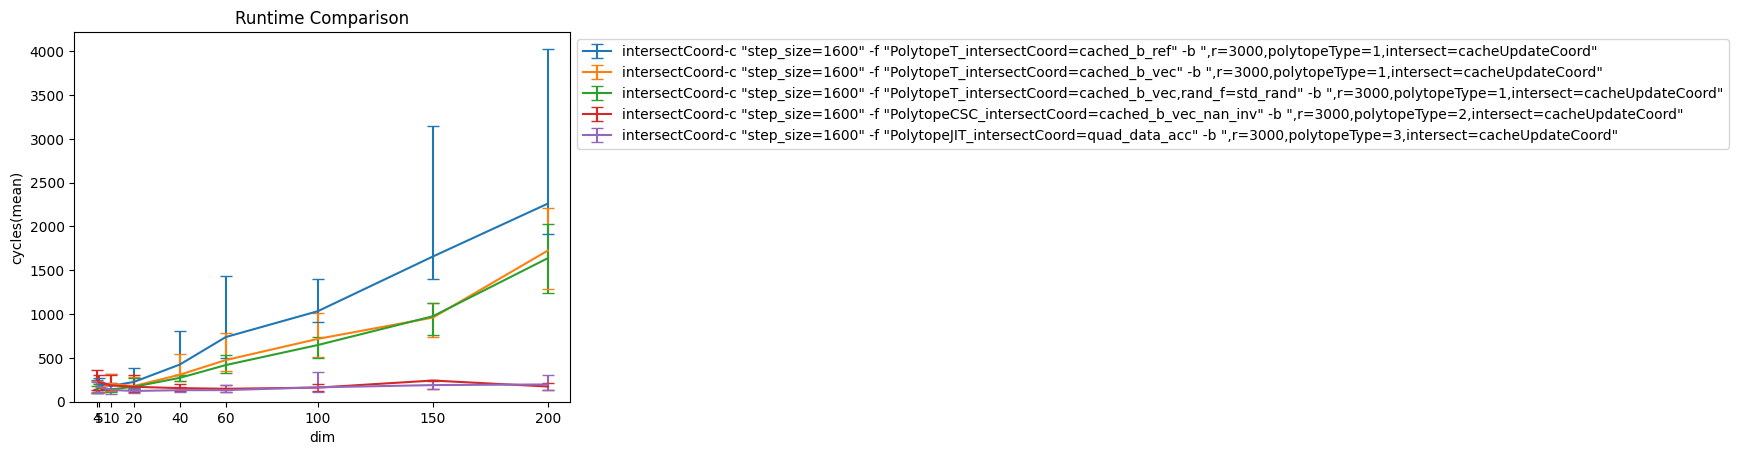 Runtime Comparison
cycles(mean)
4000
3500
3000
2500
2000
1500
1000
500
0
4 5 10 20 40 60 100 150 200
dim
intersectCoord-c "step_size=1600" -f "PolytopeT_intersectCoord=cached_b_ref" -b ",r=3000,polytopeType=1,intersect=cacheUpdateCoord"
intersectCoord-c "step_size=1600" -f "PolytopeT_intersectCoord=cached_b_vec" -b ",r=3000,polytopeType=1,intersect=cacheUpdateCoord"
intersectCoord-c "step_size=1600" -f "PolytopeT_intersectCoord=cached_b_vec,rand_f=std_rand" -b ",r=3000,polytopeType=1,intersect=cacheUpdateCoord"
intersectCoord-c "step_size=1600" -f "PolytopeCSC_intersectCoord=cached_b_vec_nan_inv" -b ",r=3000,polytopeType=2,intersect=cacheUpdateCoord"
intersectCoord-c "step_size=1600" -f "PolytopeJIT_intersectCoord=quad_data_acc" -b ",r=3000,polytopeType=3,intersect=cacheUpdateCoord"